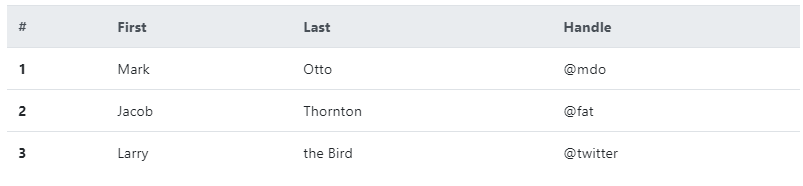 # First Last Handle
1 Mark Otto @mdo
2 Jacob Thornton @fat
3 Larry the Bird @twitter